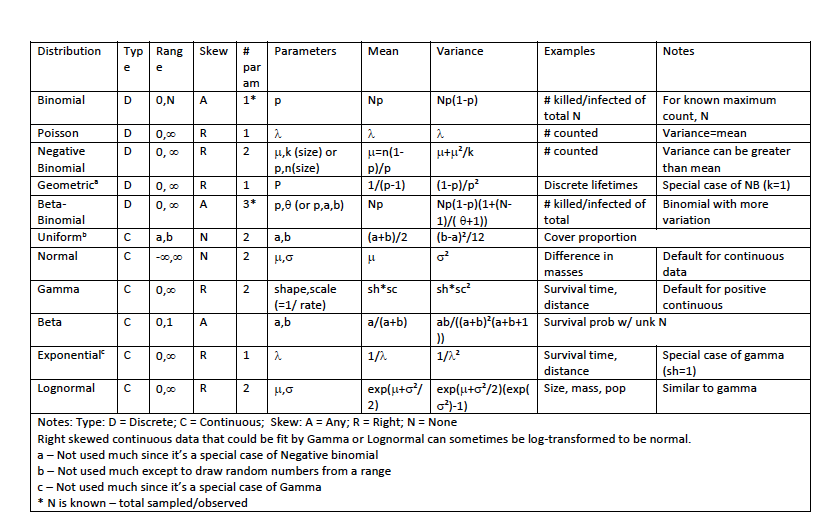 Distribution Typ e Rang e Skew # par am Parameters Mean Variance Examples Notes
Binomial D 0,N A 1* p Np Np(1-p) # killed/infected of total N For known maximum count, N
Poisson D 0,∞ R 1 λ λ λ # counted Variance=mean
Negative Binomial D 0, ∞ R 2 μ,k (size) or p,n(size) μ=n(1-p)/p μ+μ²/k # counted Variance can be greater than mean
Geometricᵃ D 0, ∞ R 1 P 1/(p-1) (1-p)/p² Discrete lifetimes Special case of NB (k=1)
Beta-Binomial D 0, ∞ A 3* p,θ (or p,a,b) Np Np(1-p)(1+(N-1)/( θ+1)) # killed/infected of total Binomial with more variation
Uniformᵇ C a,b N 2 a,b (a+b)/2 (b-a)²/12 Cover proportion
Normal C -∞,∞ N 2 μ,σ μ σ² Difference in masses Default for continuous data
Gamma C 0,∞ R 2 shape,scale (=1/ rate) sh*sc sh*sc² Survival time, distance Default for positive continuous
Beta C 0,1 A a,b a/(a+b) ab/((a+b)²(a+b+1 )) Survival prob w/ unk N
Exponentialᶜ C 0,∞ R 1 λ 1/λ 1/λ² Survival time, distance Special case of gamma (sh=1)
Lognormal C 0,∞ R 2 μ,σ exp(μ+σ²/ 2) exp(μ+σ²/2)(exp( σ²)-1) Size, mass, pop Similar to gamma
Notes: Type: D = Discrete; C = Continuous; Skew: A = Any; R = Right; N = None
Right skewed continuous data that could be fit by Gamma or Lognormal can sometimes be log-transformed to be normal.
a – Not used much since it's a special case of Negative binomial
b – Not used much except to draw random numbers from a range
c – Not used much since it's a special case of Gamma
* N is known – total sampled/observed